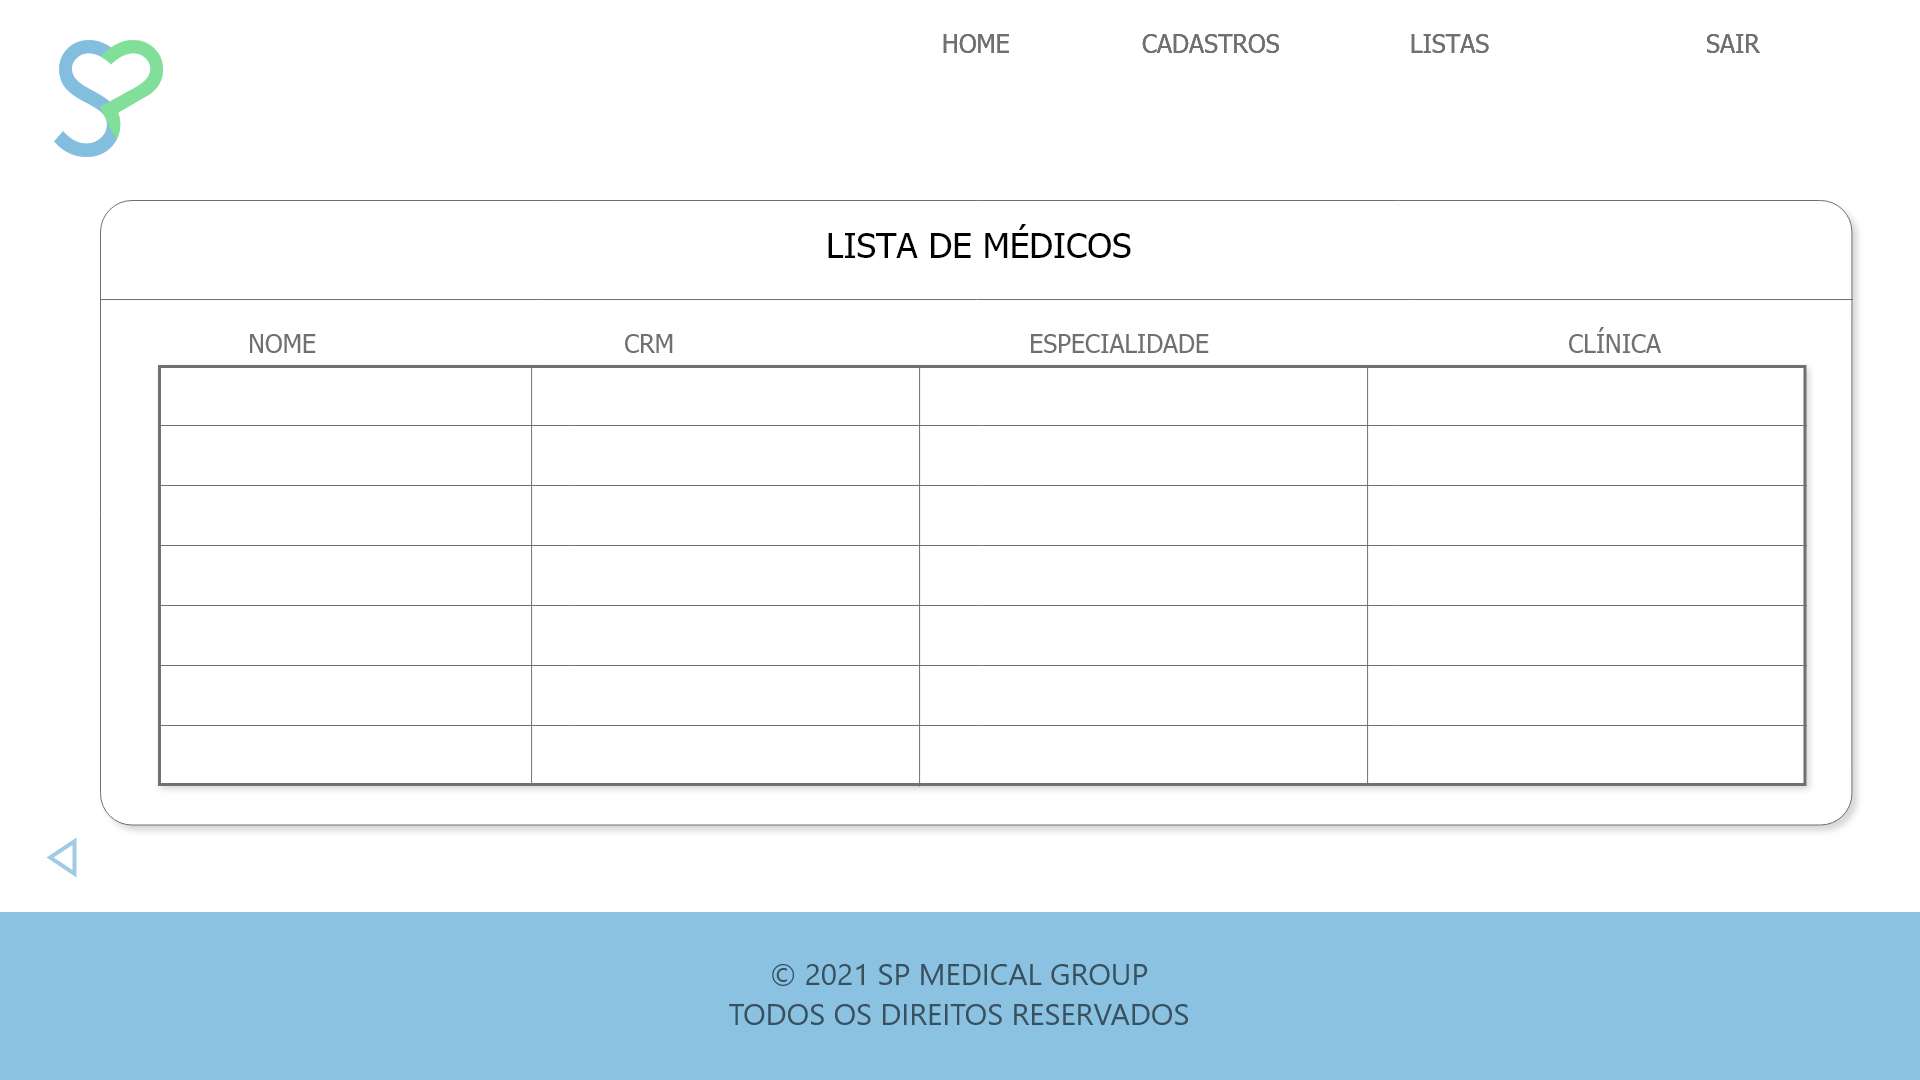 HOME CADASTROS LISTAS SAIR
LISTA DE MÉDICOS
NOME CRM ESPECIALIDADE CLÍNICA
© 2021 SP MEDICAL GROUP
TODOS OS DIREITOS RESERVADOS